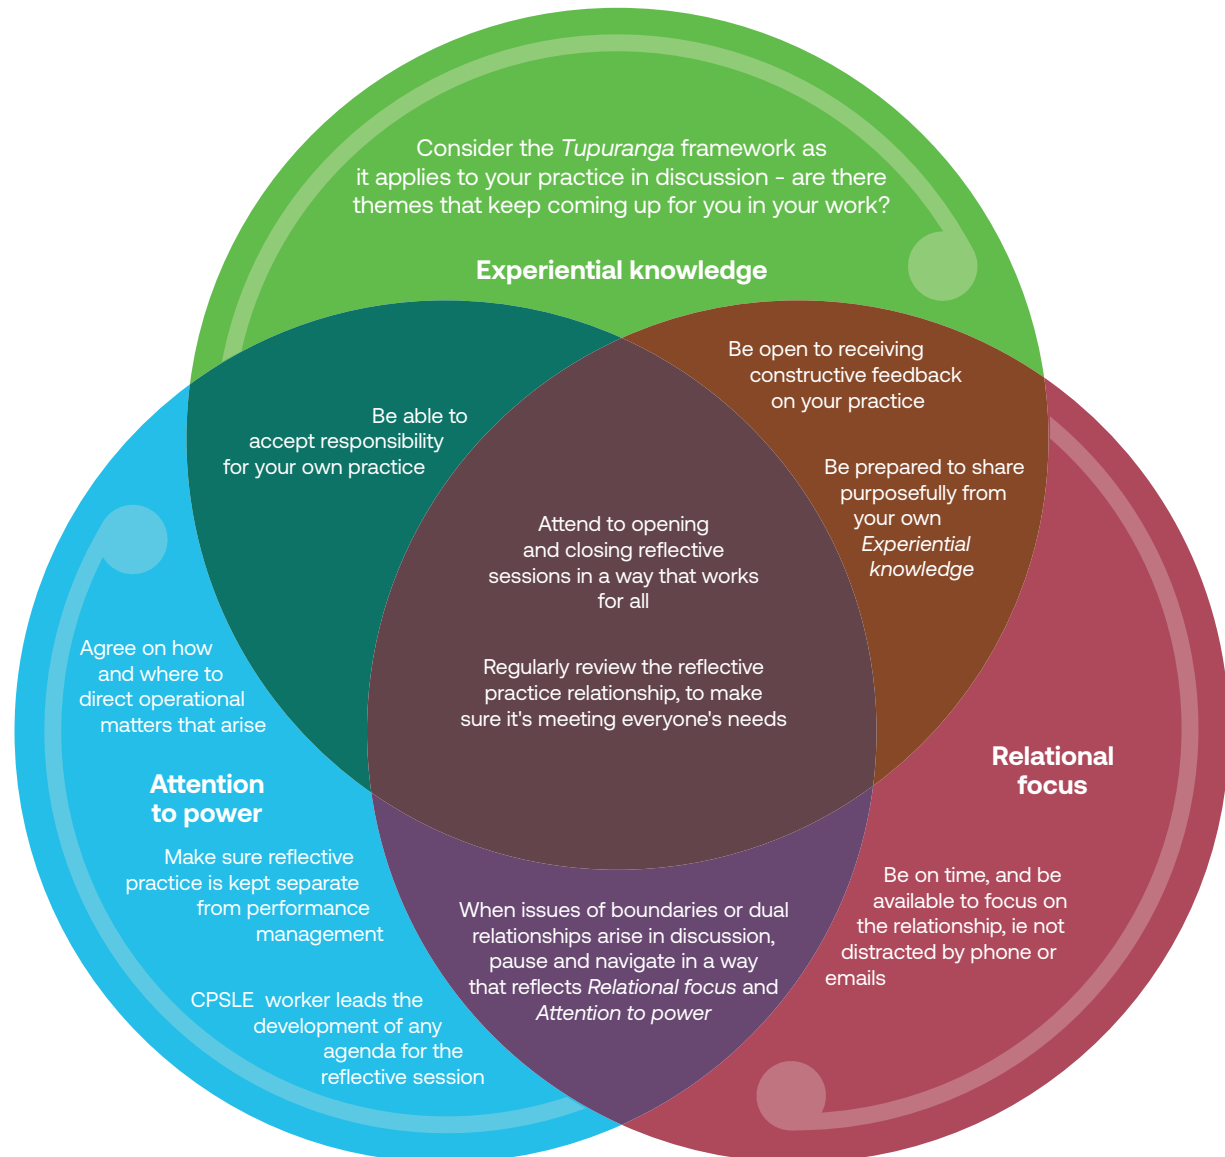 Consider the Tupuranga framework as
it applies to your practice in discussion - are there
themes that keep coming up for you in your work?
Experiential knowledge
Be able to
accept responsibility
for your own practice
Be open to receiving
constructive feedback
on your practice
Be prepared to share
purposefully from
your own
Experiential
knowledge
Attend to opening
and closing reflective
sessions in a way that works
for all
Regularly review the reflective
practice relationship, to make
sure it's meeting everyone's needs
Agree on how
and where to
direct operational
matters that arise
Attention
to power
Make sure reflective
practice is kept separate
from performance
management
CPSLE worker leads the
development of any
agenda for the
reflective session
When issues of boundaries or dual
relationships arise in discussion,
pause and navigate in a way
that reflects Relational focus and
Attention to power
Relational
focus
Be on time, and be
available to focus on
the relationship, ie not
distracted by phone or
emails